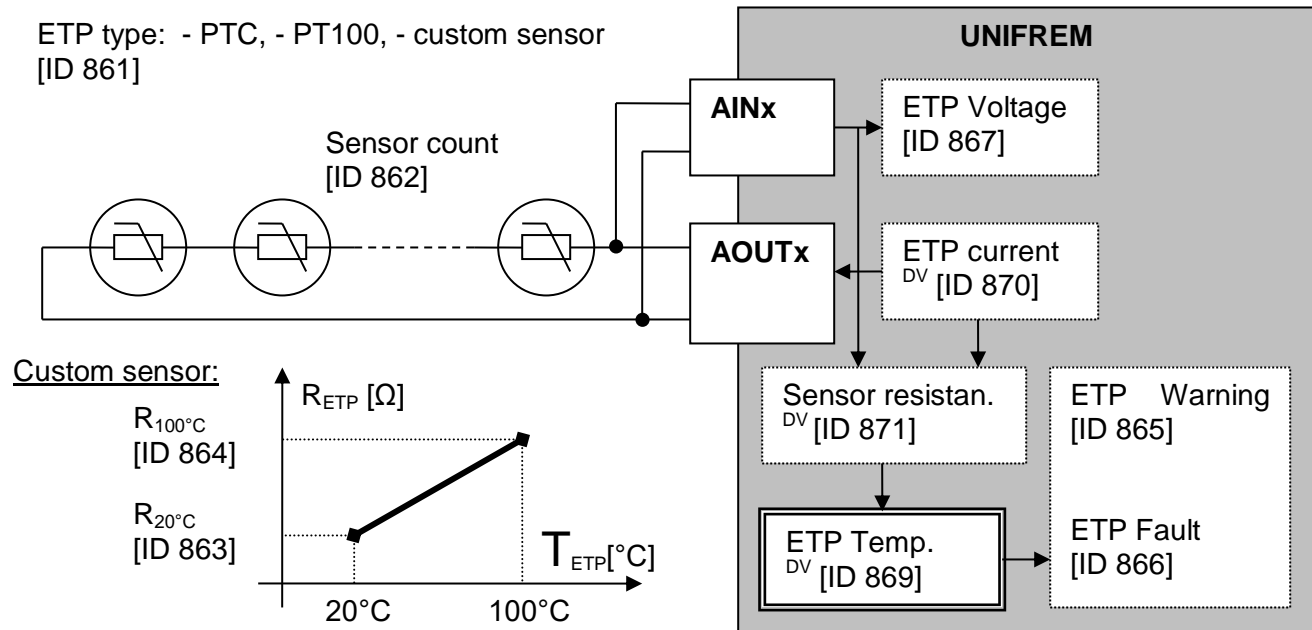 ETP type: - PTC, - PT100, - custom sensor
[ID 861]
UNIFREM
AINx
ETP Voltage
[ID 867]
Sensor count
[ID 862]
AOUTx
ETP current
DV [ID 870]
Custom sensor:
R100°C
[ID 864]
R20°C
[ID 863]
RETP [Ω]
TETP[°C]
20°C
100°C
Sensor resistan.
DV [ID 871]
ETP Warning
[ID 865]
ETP Temp.
DV [ID 869]
ETP Fault
[ID 866]